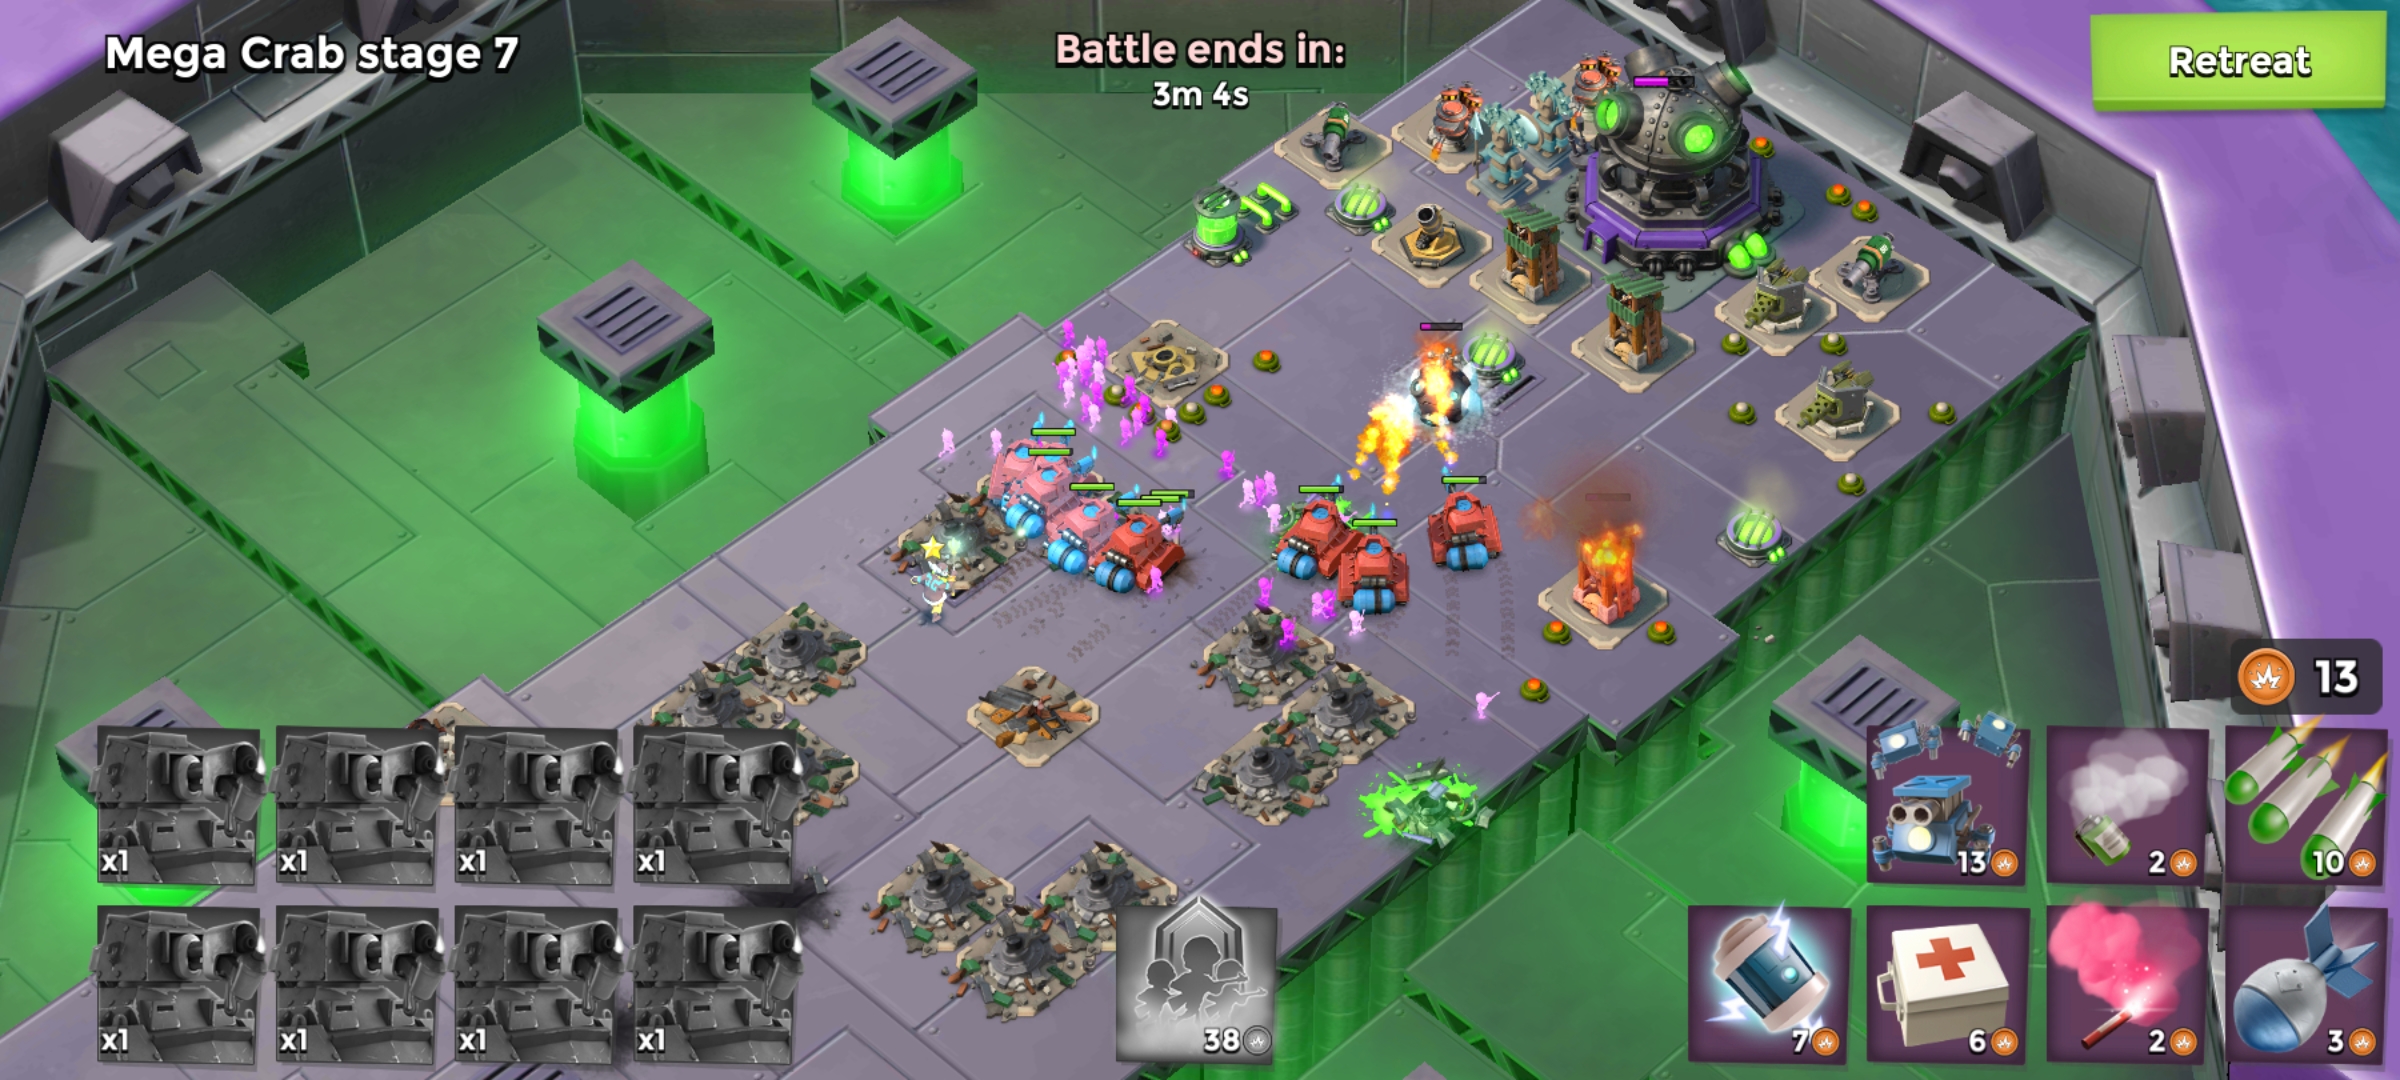 Mega Crab stage 7
Battle ends in:
3m 4s
Retreat
13
x1
x1
x1
x1
13
2
10
x1
x1
x1
x1
38
7
6
2
3